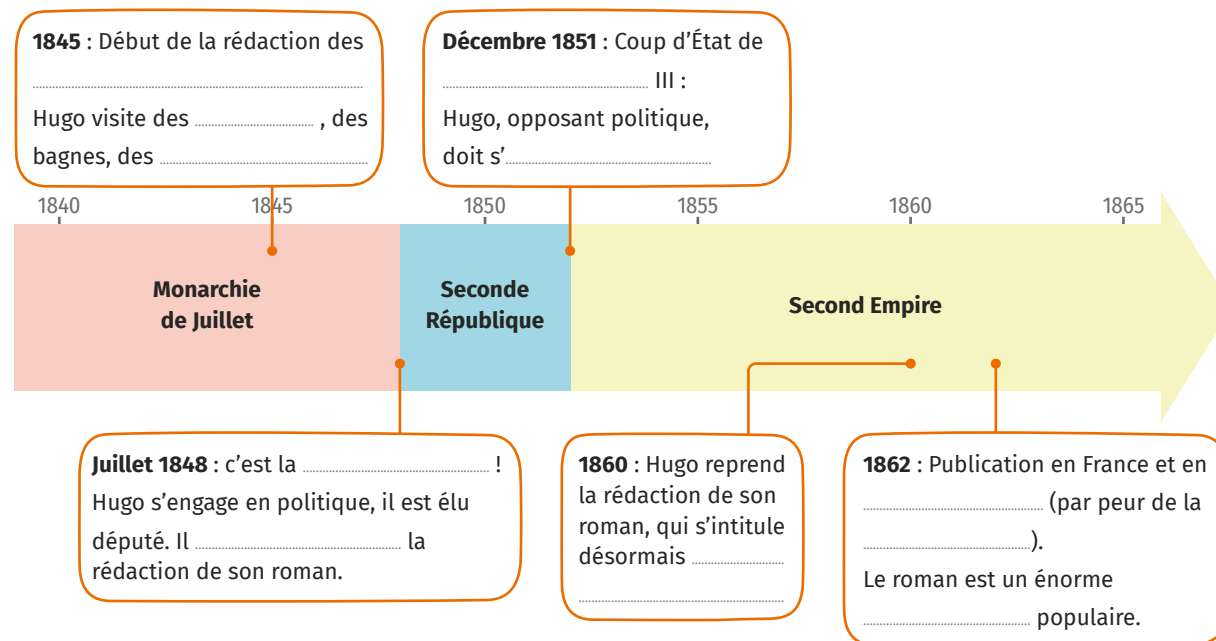 1845 : Début de la rédaction des
Hugo visite des , des
bagnes, des
Décembre 1851 : Coup d’État de
III :
Hugo, opposant politique,
doit s’
1840
1845
1850
1855
1860
1865
Monarchie
de Juillet
Seconde
République
Second Empire
Juillet 1848 : c’est la !
Hugo s’engage en politique, il est élu
député. Il la
rédaction de son roman.
1860 : Hugo reprend
la rédaction de son
roman, qui s’intitule
désormais
1862 : Publication en France et en
(par peur de la
).
Le roman est un énorme
populaire.